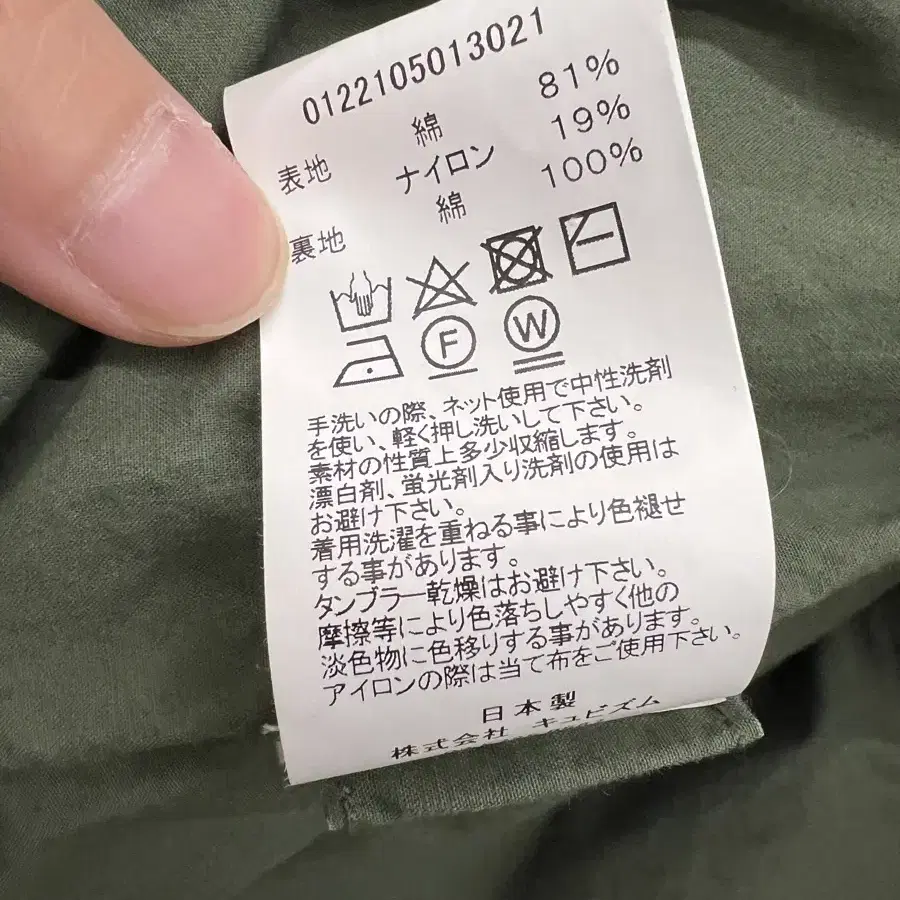 0122105013021
表地 綿 81%
ナイロン 19%
裏地 綿 100%
F W
手洗いの際、ネット使用で中性洗剤
を使い、軽く押し洗いして下さい。
素材の性質上多少収縮します。
漂白剤、蛍光剤入り洗剤の使用は
お避け下さい。
着用洗濯を重ねる事により色褪せ
する事があります。
タンブラー乾燥はお避け下さい。
摩擦等により色落ちしやすく他の
淡色物に色移りする事があります。
アイロンの際は当て布をご使用下さい。
日本製
株式会社 キュビズム